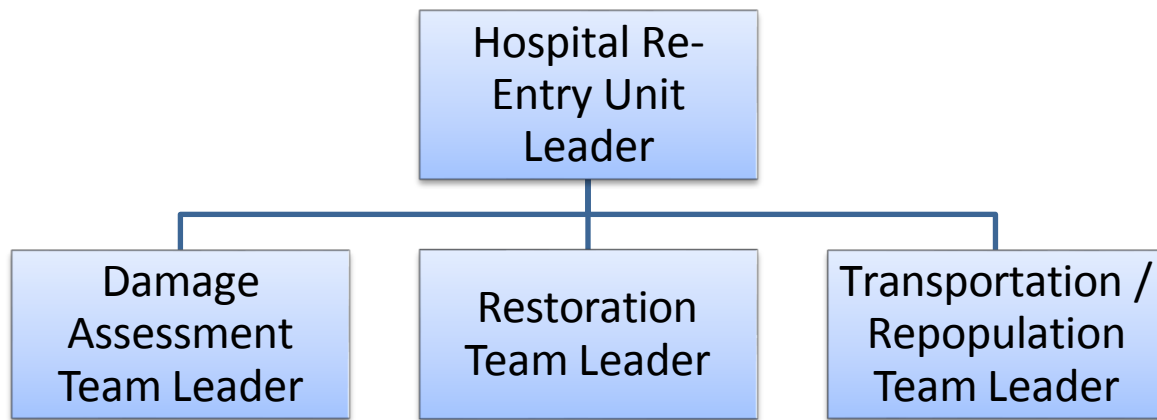 Hospital Re-
Entry Unit
Leader
Damage
Assessment
Team Leader
Restoration
Team Leader
Transportation /
Repopulation
Team Leader